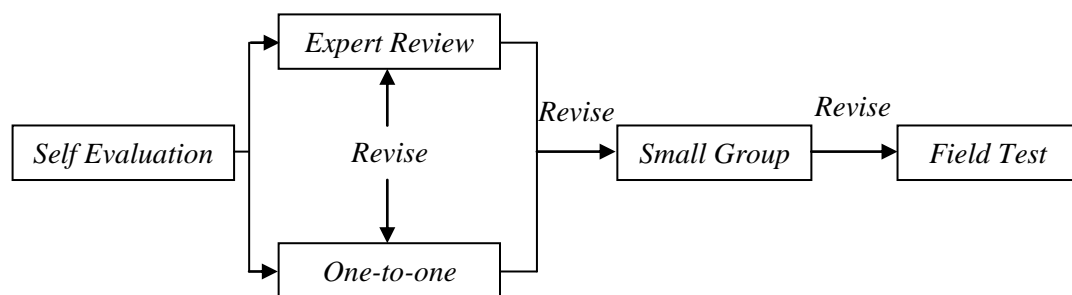 Expert Review
Revise
Revise
Self Evaluation
Revise
Small Group
Field Test
One-to-one